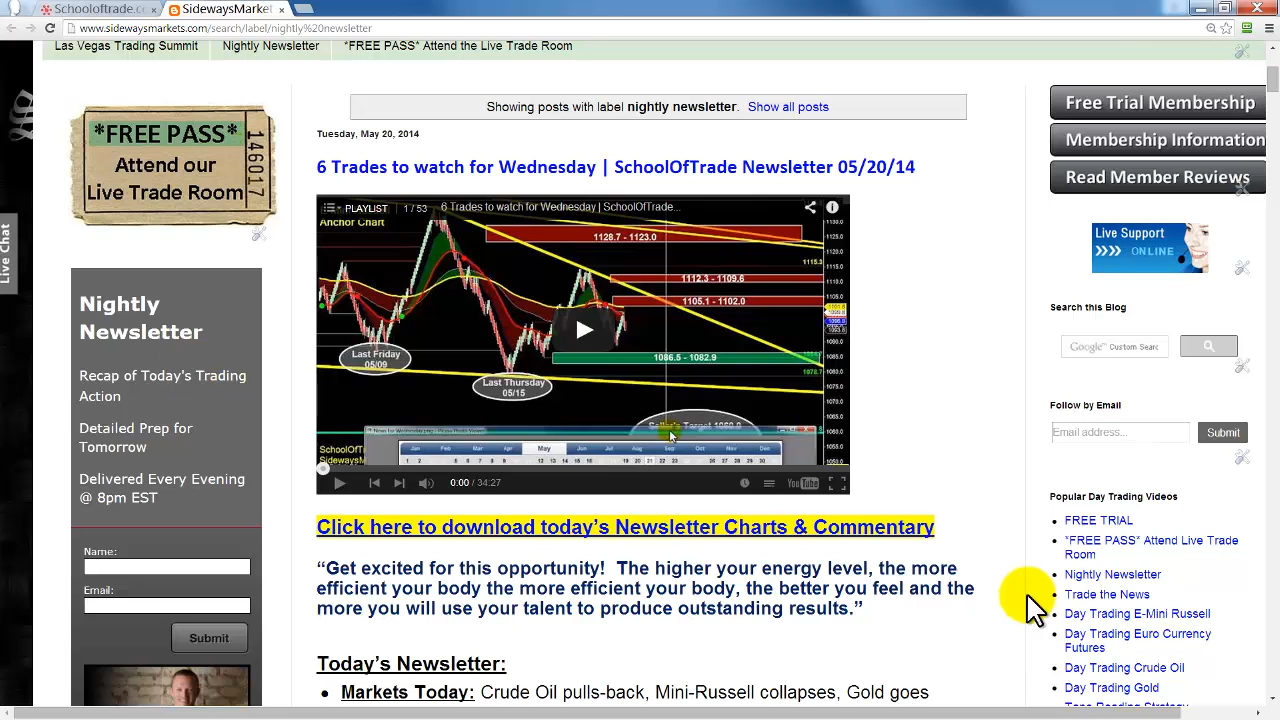 Schooloftrade.c
SidewaysMarket
www.sidewaysmarkets.com/search/label/nightly%20newsletter
Las Vegas Trading Summit
Nightly Newsletter
*FREE PASS* Attend the Live Trade Room
*FREE PASS*
Attend our
Live Trade Room
146017
Live Chat
Nightly
Newsletter
Recap of Today's Trading
Action
Detailed Prep for
Tomorrow
Delivered Every Evening
@ 8pm EST
Name:
Email:
Submit
Showing posts with label nightly newsletter. Show all posts
Tuesday, May 20, 2014
6 Trades to watch for Wednesday | SchoolOfTrade Newsletter 05/20/14
PLAYLIST 1 / 53 6 Trades to watch for Wednesday | SchoolOfTrade...
Anchor Chart
1128.7 - 1123.0
1112.3 - 1109.6
1105.1 - 1102.0
1086.5 - 1082.9
Last Friday
05/09
Last Thursday
05/15
0:00 / 34:27
YouTube
Click here to download today's Newsletter Charts & Commentary
“Get excited for this opportunity! The higher your energy level, the more
efficient your body the more efficient your body, the better you feel and the
more you will use your talent to produce outstanding results.”
Today’s Newsletter:
Markets Today: Crude Oil pulls-back, Mini-Russell collapses, Gold goes
Free Trial Membership
Membership Information
Read Member Reviews
Live Support
ONLINE
Search this Blog
Google Custom Searc
Follow by Email
Email address...
Submit
Popular Day Trading Videos
FREE TRIAL
*FREE PASS* Attend Live Trade
Room
Nightly Newsletter
Trade the News
Day Trading E-Mini Russell
Day Trading Euro Currency
Futures
Day Trading Crude Oil
Day Trading Gold